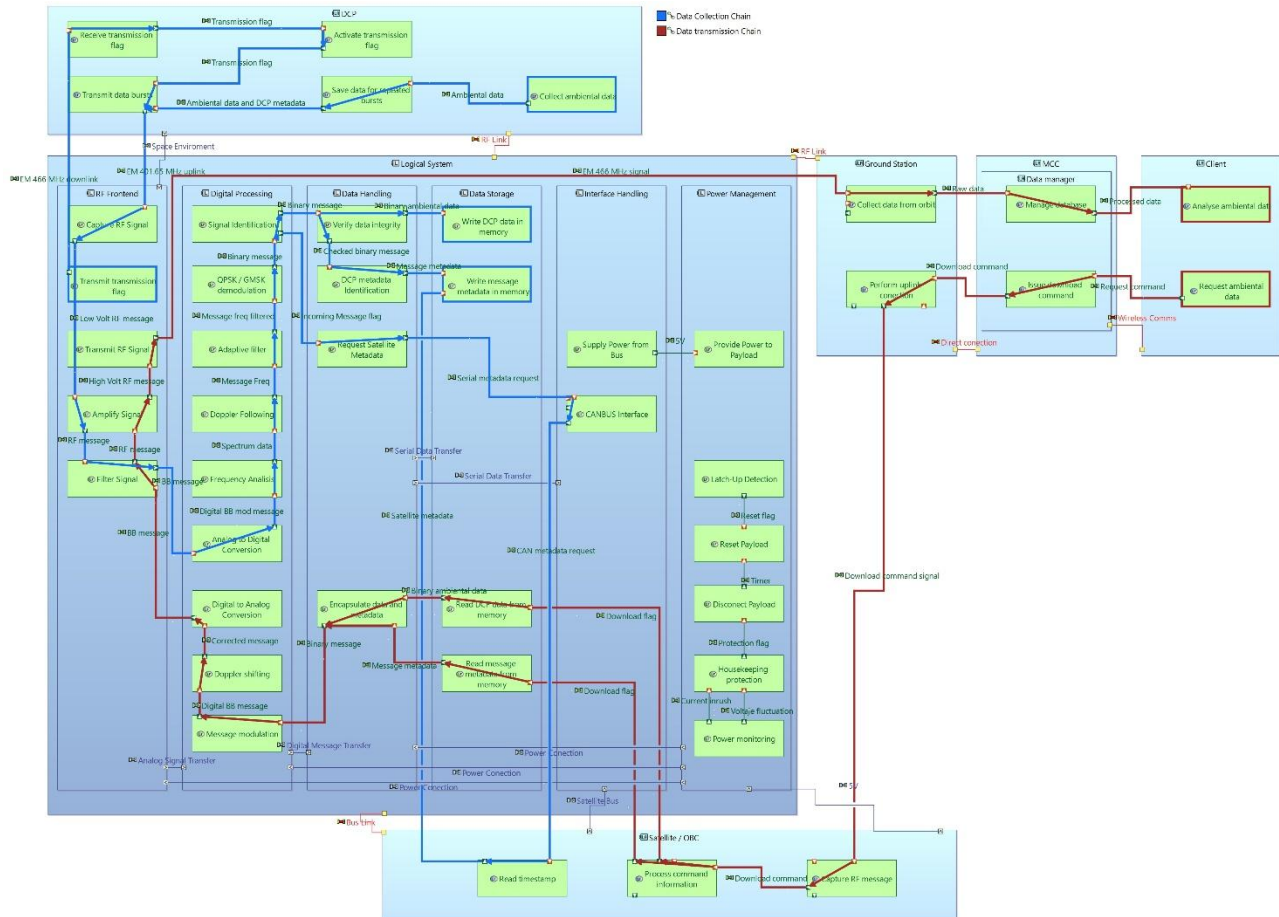 DCP
Data Collection Chain
Data transmission Chain
Transmission flag
Receive transmission
flag
Activate transmission
flag
Transmission flag
Transmit data bursts
Save data for repeated
bursts
Collect ambiental data
Ambiental data and DCP metadata
Ambiental data
RF Link
Space Enviroment
RF Link
EM 466 MHz downlink
EM 401.65 MHz uplink
Logical System
EM 466 MHz signal
Ground Station
MCC
Client
RF Frontend
Digital Processing
Data Handling
Data Storage
Interface Handling
Power Management
Data manager
Capture RF Signal
Signal Identification
Binary message
Verify data integrity
Binary ambiental data
Write DCP data in
memory
Collect data from orbit
Raw data
Manage database
Processed data
Analyse ambiental data
Binary message
Checked binary message
Message metadata
Transmit transmission
flag
QPSK / GMSK
demodulation
DCP metadata
Identification
Write message
metadata in memory
Download command
Perform uplink
conection
Issue download
command
Request command
Request ambiental
data
Low Volt RF message
Message freq filtered
Incoming Message flag
Wireless Comms
Transmit RF Signal
Adaptive filter
Request Satellite
Metadata
Supply Power from
Bus
5V
Provide Power to
Payload
Direct conection
High Volt RF message
Message Freq
Serial metadata request
Amplify Signal
Doppler Following
CANBUS Interface
RF message
RF message
Spectrum data
Serial Data Transfer
Filter Signal
BB message
Frequency Analisis
Serial Data Transfer
Latch-Up Detection
Digital BB mod message
Satellite metadata
Reset flag
BB message
Analog to Digital
Conversion
CAN metadata request
Reset Payload
Download command signal
Timer
Binary ambiental data
Digital to Analog
Conversion
Encapsulate data and
metadata
Read DCP data from
memory
Download flag
Disconect Payload
Corrected message
Binary message
Protection flag
Doppler shifting
Message metadata
Read message
metadata from memory
Download flag
Housekeeping
protection
Digital BB message
Current inrush
Voltaje fluctuation
Message modulation
Power monitoring
Digital Message Transfer
Power Conection
Analog Signal Transfer
Power Conection
Power Conection
5V
Satellite Bus
Bus Link
Satellite / OBC
Read timestamp
Process command
information
Download command
Capture RF message